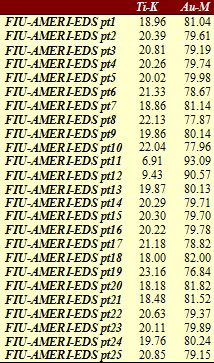 Ti-K Au-M
FIU-AMERI-EDS pt1 18.96 81.04
FIU-AMERI-EDS pt2 20.39 79.61
FIU-AMERI-EDS pt3 20.81 79.19
FIU-AMERI-EDS pt4 20.26 79.74
FIU-AMERI-EDS pt5 20.02 79.98
FIU-AMERI-EDS pt6 21.33 78.67
FIU-AMERI-EDS pt7 18.86 81.14
FIU-AMERI-EDS pt8 22.13 77.87
FIU-AMERI-EDS pt9 19.86 80.14
FIU-AMERI-EDS pt10 22.04 77.96
FIU-AMERI-EDS pt11 6.91 93.09
FIU-AMERI-EDS pt12 9.43 90.57
FIU-AMERI-EDS pt13 19.87 80.13
FIU-AMERI-EDS pt14 20.29 79.71
FIU-AMERI-EDS pt15 20.30 79.70
FIU-AMERI-EDS pt16 20.22 79.78
FIU-AMERI-EDS pt17 21.18 78.82
FIU-AMERI-EDS pt18 18.00 82.00
FIU-AMERI-EDS pt19 23.16 76.84
FIU-AMERI-EDS pt20 18.18 81.82
FIU-AMERI-EDS pt21 18.48 81.52
FIU-AMERI-EDS pt22 20.63 79.37
FIU-AMERI-EDS pt23 20.11 79.89
FIU-AMERI-EDS pt24 19.76 80.24
FIU-AMERI-EDS pt25 20.85 79.15